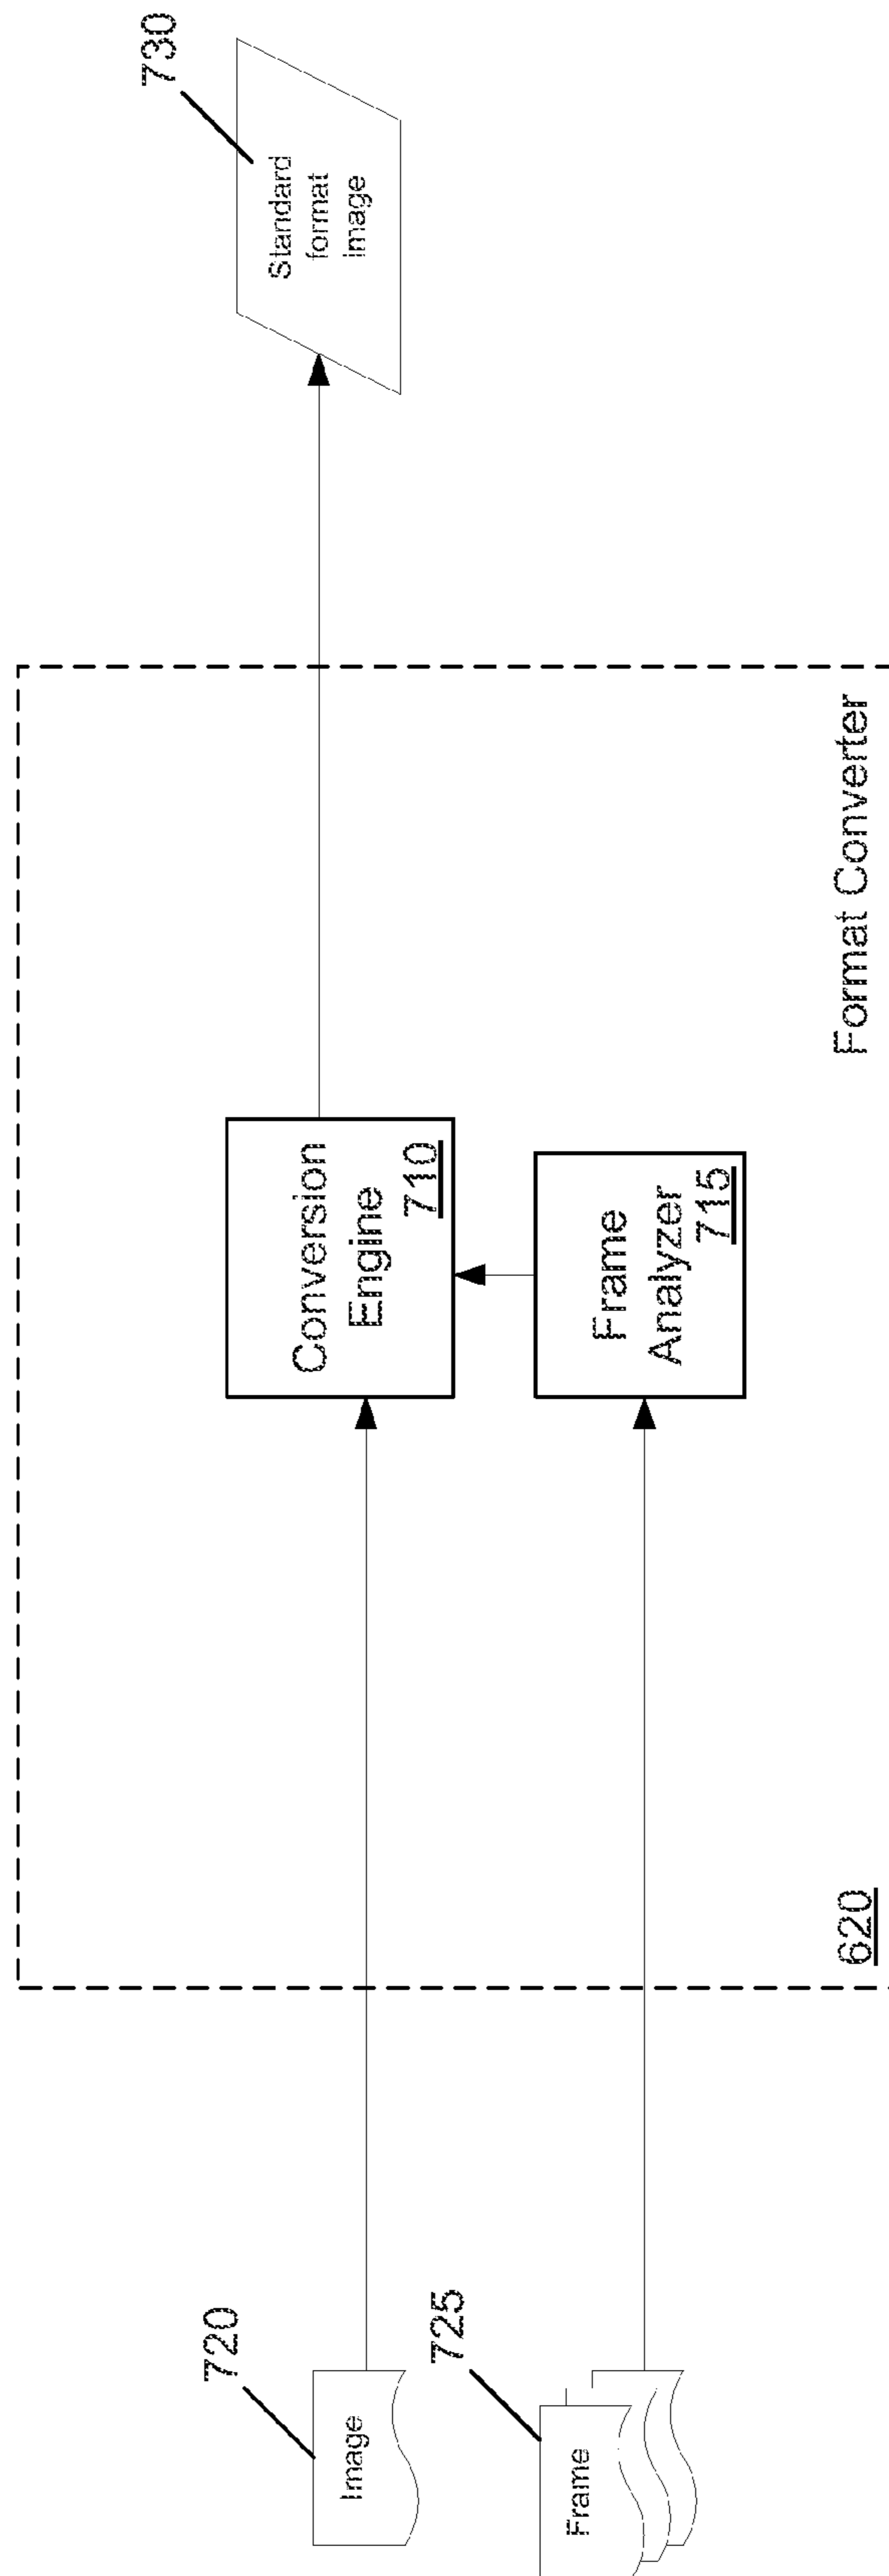 720
Image
725
Frame
Conversion
Engine
710
Frame
Analyzer
715
620
Format Converter
730
Standard
format
image